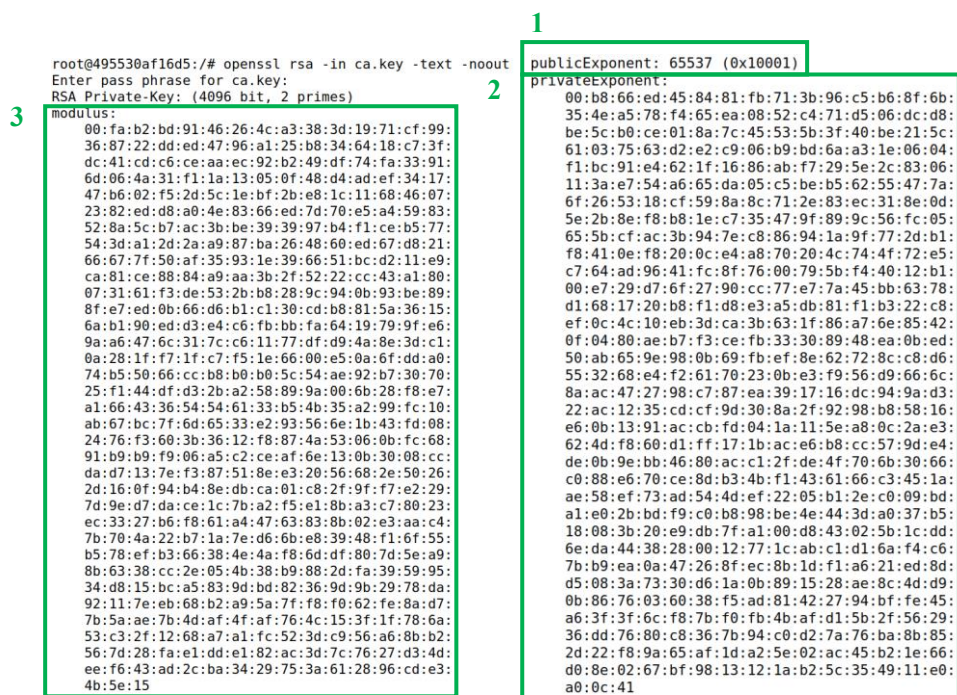 1
root@495530af16d5:/# openssl rsa -in ca.key -text -noout
Enter pass phrase for ca.key:
RSA Private-Key: (4096 bit, 2 primes)
3
modulus:
00:fa:b2:bd:91:46:26:4c:a3:38:3d:19:71:cf:99:
36:87:22:dd:ed:47:96:a1:25:b8:34:64:18:c7:3f:
dc:41:cd:c6:ce:aa:ec:92:b2:49:df:74:fa:33:91:
6d:06:4a:31:f1:1a:13:05:0f:48:d4:ad:ef:34:17:
47:b6:02:f5:2d:5c:1e:bf:2b:e8:1c:11:68:46:07:
23:82:ed:d8:a0:4e:83:66:ed:7d:70:e5:a4:59:83:
52:8a:5c:b7:ac:3b:be:39:39:97:b4:f1:ce:b5:77:
54:3d:a1:2d:2a:a9:87:ba:26:48:60:ed:67:d8:21:
66:67:7f:50:af:35:93:1e:39:66:51:bc:d2:11:e9:
ca:81:ce:88:84:a9:aa:3b:2f:52:22:cc:43:a1:80:
07:31:61:f3:de:53:2b:b8:28:9c:94:0b:93:be:89:
8f:e7:ed:0b:66:d6:b1:c1:30:cd:b8:81:5a:36:15:
6a:b1:90:ed:d3:e4:c6:fb:bb:fa:64:19:79:9f:e6:
9a:a6:47:6c:31:7c:c6:11:77:df:d9:4a:8e:3d:c1:
0a:28:1f:f7:1f:c7:f5:1e:66:00:e5:0a:6f:dd:a0:
74:b5:50:66:cc:b8:b0:b0:5c:54:ae:92:b7:30:70:
25:f1:44:df:d3:2b:a2:58:89:9a:00:6b:28:f8:e7:
a1:66:43:36:54:54:61:33:b5:4b:35:a2:99:fc:10:
ab:67:bc:7f:6d:65:33:e2:93:56:6e:1b:43:fd:08:
24:76:f3:60:3b:36:12:f8:87:4a:53:06:0b:fc:68:
91:b9:b9:f9:06:a5:c2:ce:af:6e:13:0b:30:08:cc:
da:d7:13:7e:f3:87:51:8e:e3:20:56:68:2e:50:26:
2d:16:0f:94:b4:8e:db:ca:01:c8:2f:9f:f7:e2:29:
7d:9e:d7:da:ce:1c:7b:a2:f5:e1:8b:a3:c7:80:23:
ec:33:27:b6:f8:61:a4:47:63:83:8b:02:e3:aa:c4:
7b:70:4a:22:b7:1a:7e:d6:6b:e8:39:48:f1:6f:55:
b5:78:ef:b3:66:38:4e:4a:f8:6d:df:80:7d:5e:a9:
8b:63:38:cc:2e:05:4b:38:b9:88:2d:fa:39:59:95:
34:d8:15:bc:a5:83:9d:bd:82:36:9d:9b:29:78:da:
92:11:7e:eb:68:b2:a9:5a:7f:f8:f0:62:fe:8a:d7:
7b:5a:ae:7b:4d:af:4f:af:76:4c:15:3f:1f:78:6a:
53:c3:2f:12:68:a7:a1:fc:52:3d:c9:56:a6:8b:b2:
56:7d:28:fa:e1:dd:e1:82:ac:3d:7c:76:27:d3:4d:
ee:f6:43:ad:2c:ba:34:29:75:3a:61:28:96:cd:e3:
4b:5e:15
publicExponent: 65537 (0x10001)
2
privateExponent:
00:b8:66:ed:45:84:81:fb:71:3b:96:c5:b6:8f:6b:
35:4e:a5:78:f4:65:ea:08:52:c4:71:d5:06:dc:d8:
be:5c:b0:ce:01:8a:7c:45:53:5b:3f:40:be:21:5c:
61:03:75:63:d2:e2:c9:06:b9:bd:6a:a3:1e:06:04:
f1:bc:91:e4:62:1f:16:86:ab:f7:29:5e:2c:83:06:
11:3a:e7:54:a6:65:da:05:c5:be:b5:62:55:47:7a:
6f:26:53:18:cf:59:8a:8c:71:2e:83:ec:31:8e:0d:
5e:2b:8e:f8:b8:1e:c7:35:47:9f:89:9c:56:fc:05:
65:5b:cf:ac:3b:94:7e:c8:86:94:1a:9f:77:2d:b1:
f8:41:0e:f8:20:0c:e4:a8:70:20:4c:74:4f:72:e5:
c7:64:ad:96:41:fc:8f:76:00:79:5b:f4:40:12:b1:
00:e7:29:d7:6f:27:90:cc:77:e7:7a:45:bb:63:78:
d1:68:17:20:b8:f1:d8:e3:a5:db:81:f1:b3:22:c8:
ef:0c:4c:10:eb:3d:ca:3b:63:1f:86:a7:6e:85:42:
0f:04:80:ae:b7:f3:ce:fb:33:30:89:48:ea:0b:ed:
50:ab:65:9e:98:0b:69:fb:ef:8e:62:72:8c:c8:d6:
55:32:68:e4:f2:61:70:23:0b:e3:f9:56:d9:66:6c:
8a:ac:47:27:98:c7:87:ea:39:17:16:dc:94:9a:d3:
22:ac:12:35:cd:cf:9d:30:8a:2f:92:98:b8:58:16:
e6:0b:13:91:ac:cb:fd:04:1a:11:5e:a8:0c:2a:e3:
62:4d:f8:60:d1:ff:17:1b:ac:e6:b8:cc:57:9d:e4:
de:0b:9e:bb:46:80:ac:c1:2f:de:4f:70:6b:30:66:
c0:88:e6:70:ce:8d:b3:4b:f1:43:61:66:c3:45:1a:
ae:58:ef:73:ad:54:4d:ef:22:05:b1:2e:c0:09:bd:
a1:e0:2b:bd:f9:c0:b8:98:be:4e:44:3d:a0:37:b5:
18:08:3b:20:e9:db:7f:a1:00:d8:43:02:5b:1c:dd:
6e:da:44:38:28:00:12:77:1c:ab:c1:d1:6a:f4:c6:
7b:b9:ea:0a:47:26:8f:ec:8b:1d:f1:a6:21:ed:8d:
d5:08:3a:73:30:d6:1a:0b:89:15:28:ae:8c:4d:d9:
0b:86:76:03:60:38:f5:ad:81:42:27:94:bf:fe:45:
a6:3f:3f:6c:f8:7b:f0:fb:4b:af:d1:5b:2f:56:29:
36:dd:76:80:c8:36:7b:94:c0:d2:7a:76:ba:8b:85:
2d:22:f8:9a:65:af:1d:a2:5e:02:ac:45:b2:1e:66:
d0:8e:02:67:bf:98:13:12:1a:b2:5c:35:49:11:e0:
a0:0c:41